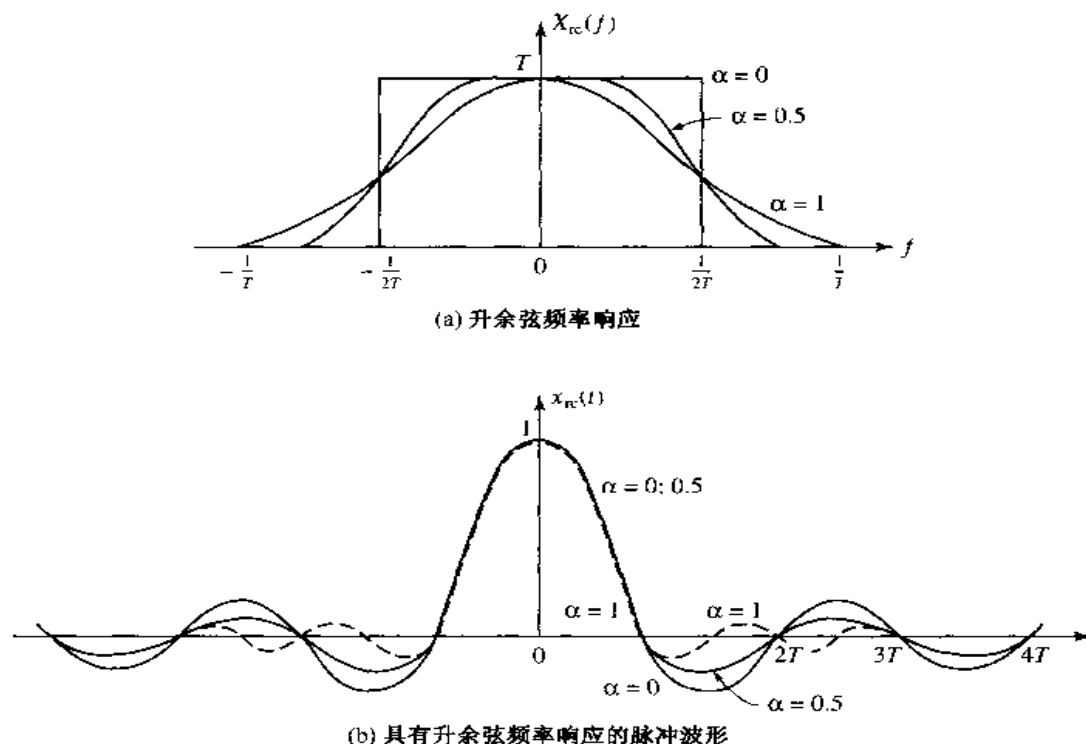 X_rc(f)
T
α = 0
α = 0.5
α = 1
-1/T
-1/2T
0
1/2T
1/T
f
(a) 升余弦频率响应
x_rc(t)
1
α = 0; 0.5
α = 1
α = 1
0
2T
3T
4T
α = 0
α = 0.5
(b) 具有升余弦频率响应的脉冲波形